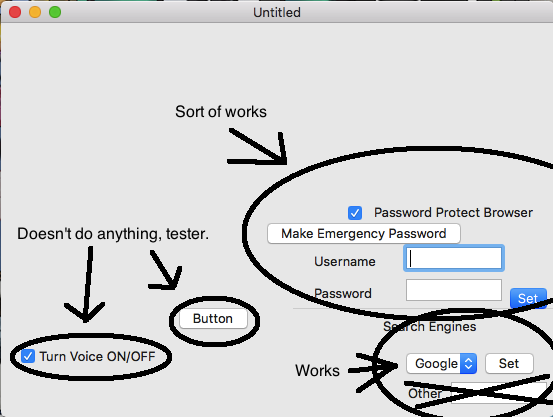 Untitled
Sort of works
Password Protect Browser
Make Emergency Password
Doesn't do anything, tester.
Username
Password
Set
Button
Search Engines
Turn Voice ON/OFF
Works
Google Set
Other